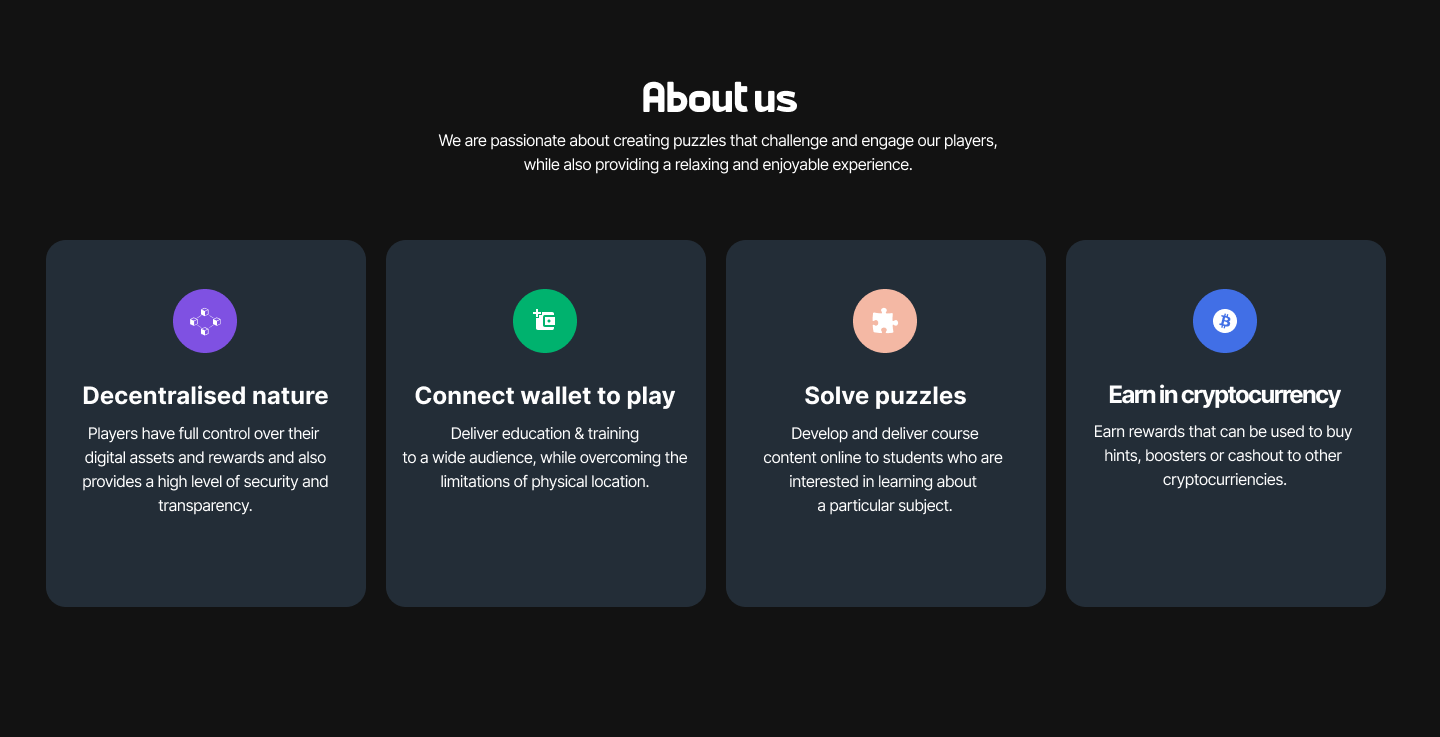 About us
We are passionate about creating puzzles that challenge and engage our players,
while also providing a relaxing and enjoyable experience.
Decentralised nature
Players have full control over their
digital assets and rewards and also
provides a high level of security and
transparency.
Connect wallet to play
Deliver education & training
to a wide audience, while overcoming the
limitations of physical location.
Solve puzzles
Develop and deliver course
content online to students who are
interested in learning about
a particular subject.
Earn in cryptocurrency
Earn rewards that can be used to buy
hints, boosters or cashout to other
cryptocurriencies.